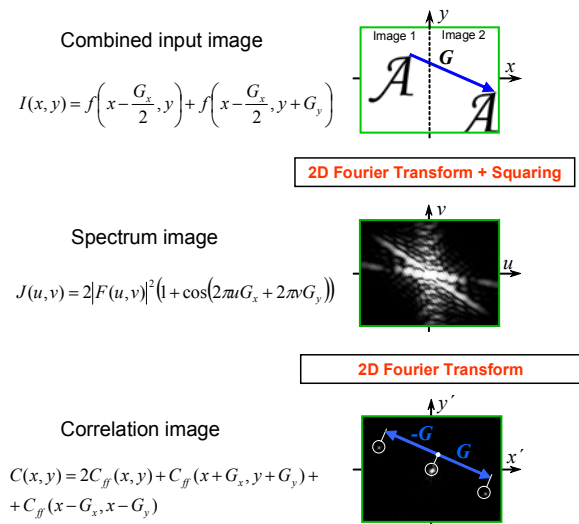 Combined input image
I(x, y) = f(x − G_x/2, y) + f(x − G_x/2, y + G_y)
y
Image 1 Image 2
G
x
A
A
2D Fourier Transform + Squaring
Spectrum image
J(u, v) = 2|F(u, v)|²(1 + cos(2πuG_x + 2πvG_y))
v
u
2D Fourier Transform
Correlation image
C(x, y) = 2C_ff(x, y) + C_ff(x + G_x, y + G_y) +
+ C_ff(x − G_x, x − G_y)
y´
-G
G
x´